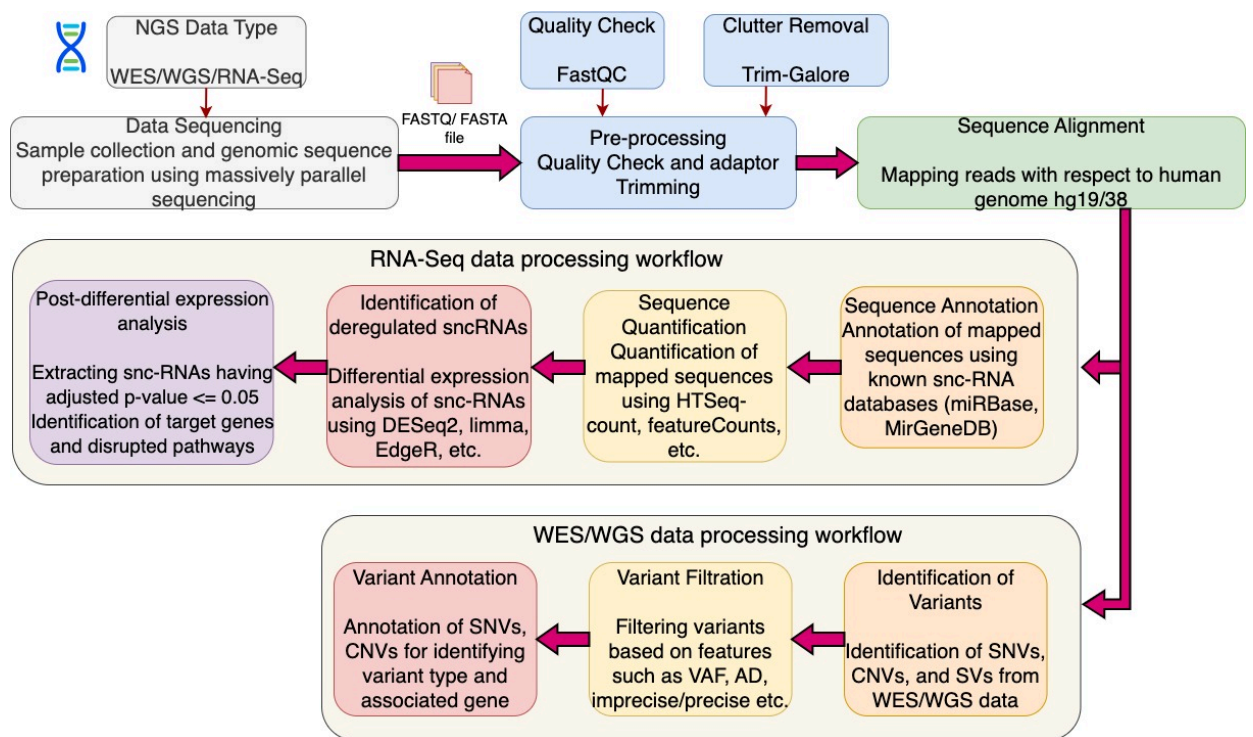 NGS Data Type
WES/WGS/RNA-Seq
Quality Check
FastQC
Clutter Removal
Trim-Galore
Data Sequencing
Sample collection and genomic sequence
preparation using massively parallel
sequencing
FASTQ/ FASTA
file
Pre-processing
Quality Check and adaptor
Trimming
Sequence Alignment
Mapping reads with respect to human
genome hg19/38
RNA-Seq data processing workflow
Post-differential expression
analysis
Extracting snc-RNAs having
adjusted p-value <= 0.05
Identification of target genes
and disrupted pathways
Identification of
deregulated sncRNAs
Differential expression
analysis of snc-RNAs
using DESeq2, limma,
EdgeR, etc.
Sequence
Quantification
Quantification of
mapped sequences
using HTSeq-
count, featureCounts,
etc.
Sequence Annotation
Annotation of mapped
sequences using
known snc-RNA
databases (miRBase,
MirGeneDB)
WES/WGS data processing workflow
Variant Annotation
Annotation of SNVs,
CNVs for identifying
variant type and
associated gene
Variant Filtration
Filtering variants
based on features
such as VAF, AD,
imprecise/precise etc.
Identification of
Variants
Identification of SNVs,
CNVs, and SVs from
WES/WGS data